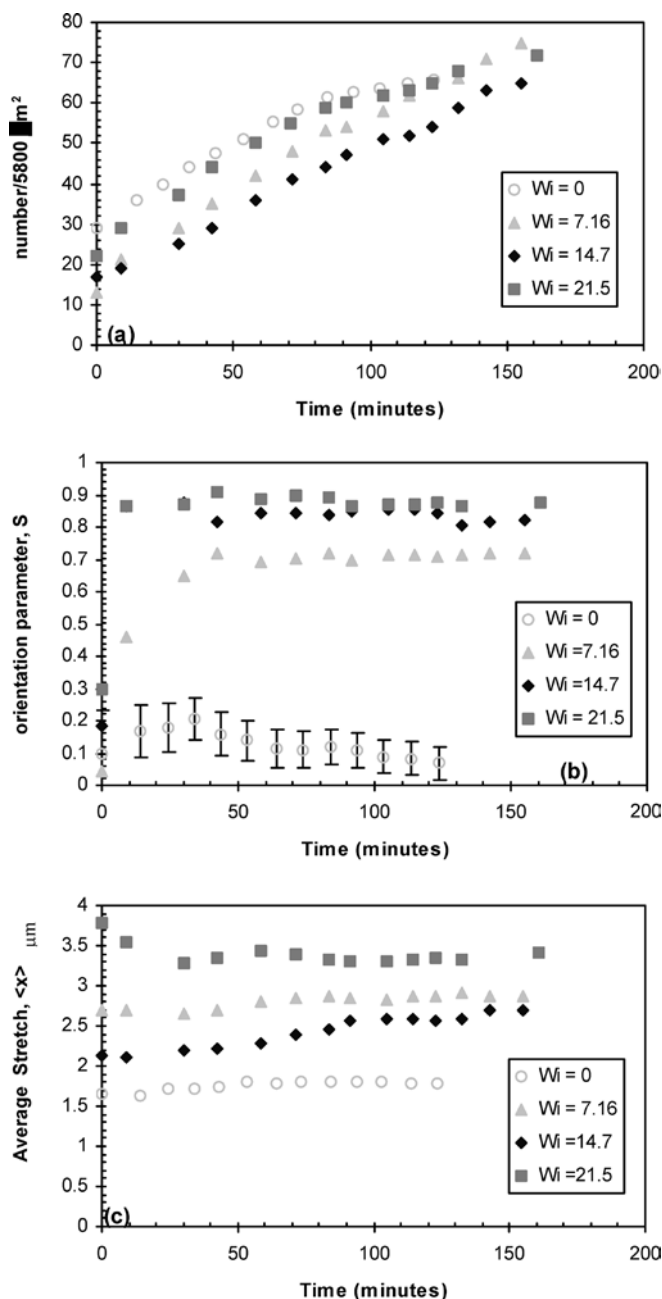 80
70
60
50
40
30
20
10
0
number/5800 m²
Wi = 0
Wi = 7.16
Wi = 14.7
Wi = 21.5
(a)
0 50 100 150 200
Time (minutes)
1
0.9
0.8
0.7
0.6
0.5
0.4
0.3
0.2
0.1
0
orientation parameter, S
Wi = 0
Wi =7.16
Wi =14.7
Wi = 21.5
(b)
0 50 100 150 200
Time (minutes)
4
3.5
3
2.5
2
1.5
1
0.5
0
Average Stretch, <x> μm
Wi = 0
Wi = 7.16
Wi =14.7
Wi =21.5
(c)
0 50 100 150 200
Time (minutes)